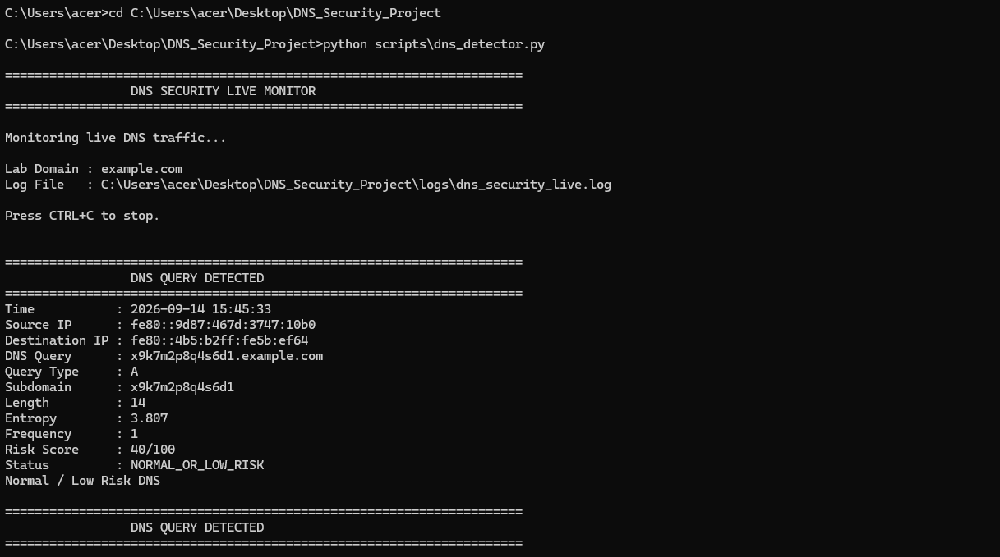 C:\Users\acer>cd C:\Users\acer\Desktop\DNS_Security_Project
C:\Users\acer\Desktop\DNS_Security_Project>python scripts\dns_detector.py
======================================================================
DNS SECURITY LIVE MONITOR
======================================================================
Monitoring live DNS traffic...
Lab Domain : example.com
Log File   : C:\Users\acer\Desktop\DNS_Security_Project\logs\dns_security_live.log
Press CTRL+C to stop.
======================================================================
DNS QUERY DETECTED
======================================================================
Time           : 2026-09-14 15:45:33
Source IP      : fe80::9d87:467d:3747:10b0
Destination IP : fe80::4b5:b2ff:fe5b:ef64
DNS Query      : x9k7m2p8q4s6d1.example.com
Query Type     : A
Subdomain      : x9k7m2p8q4s6d1
Length         : 14
Entropy        : 3.807
Frequency      : 1
Risk Score     : 40/100
Status         : NORMAL_OR_LOW_RISK
Normal / Low Risk DNS
======================================================================
DNS QUERY DETECTED
======================================================================